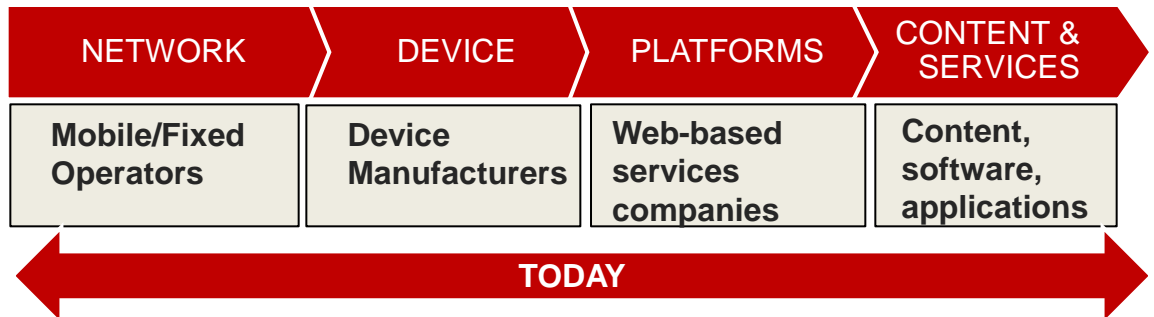 NETWORK
DEVICE
PLATFORMS
CONTENT &
SERVICES
Mobile/Fixed
Operators
Device
Manufacturers
Web-based
services
companies
Content,
software,
applications
TODAY